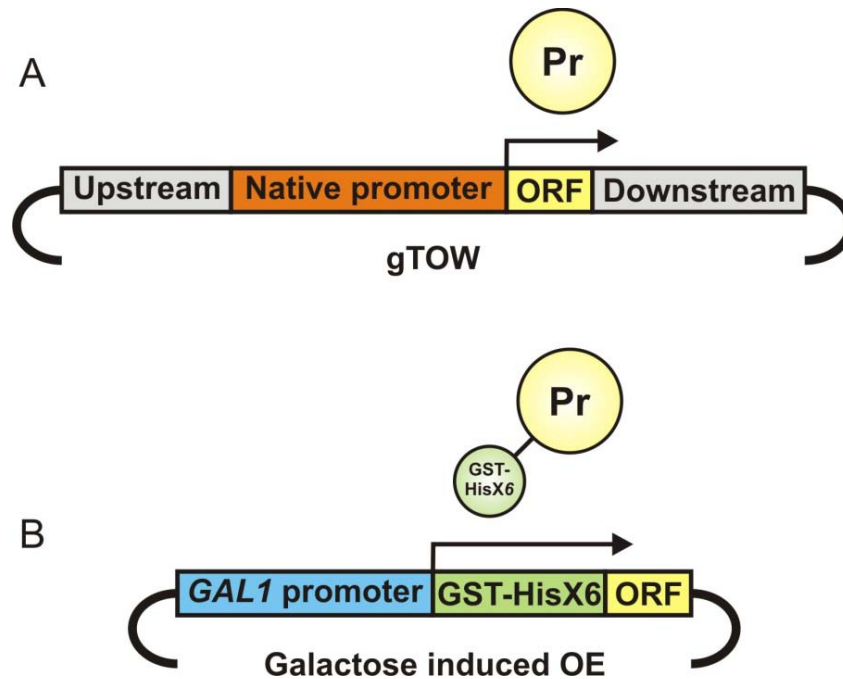 A
Pr
Upstream Native promoter ORF Downstream
gTOW
Pr
GST-
HisX6
B
GAL1 promoter GST-HisX6 ORF
Galactose induced OE